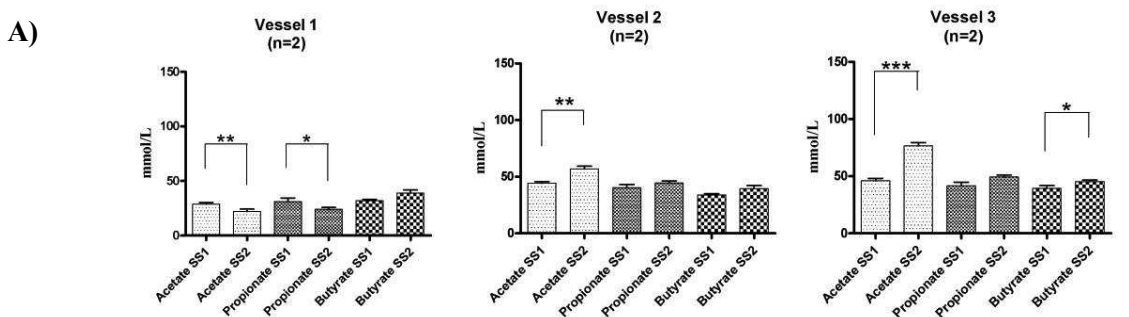 A)
Vessel 1
(n=2)
mmol/L
150
100
50
0
**
*
Acetate SS1
Acetate SS2
Propionate SS1
Propionate SS2
Butyrate SS1
Butyrate SS2
Vessel 2
(n=2)
mmol/L
150
100
50
0
**
Acetate SS1
Acetate SS2
Propionate SS1
Propionate SS2
Butyrate SS1
Butyrate SS2
Vessel 3
(n=2)
mmol/L
150
100
50
0
***
*
Acetate SS1
Acetate SS2
Propionate SS1
Propionate SS2
Butyrate SS1
Butyrate SS2